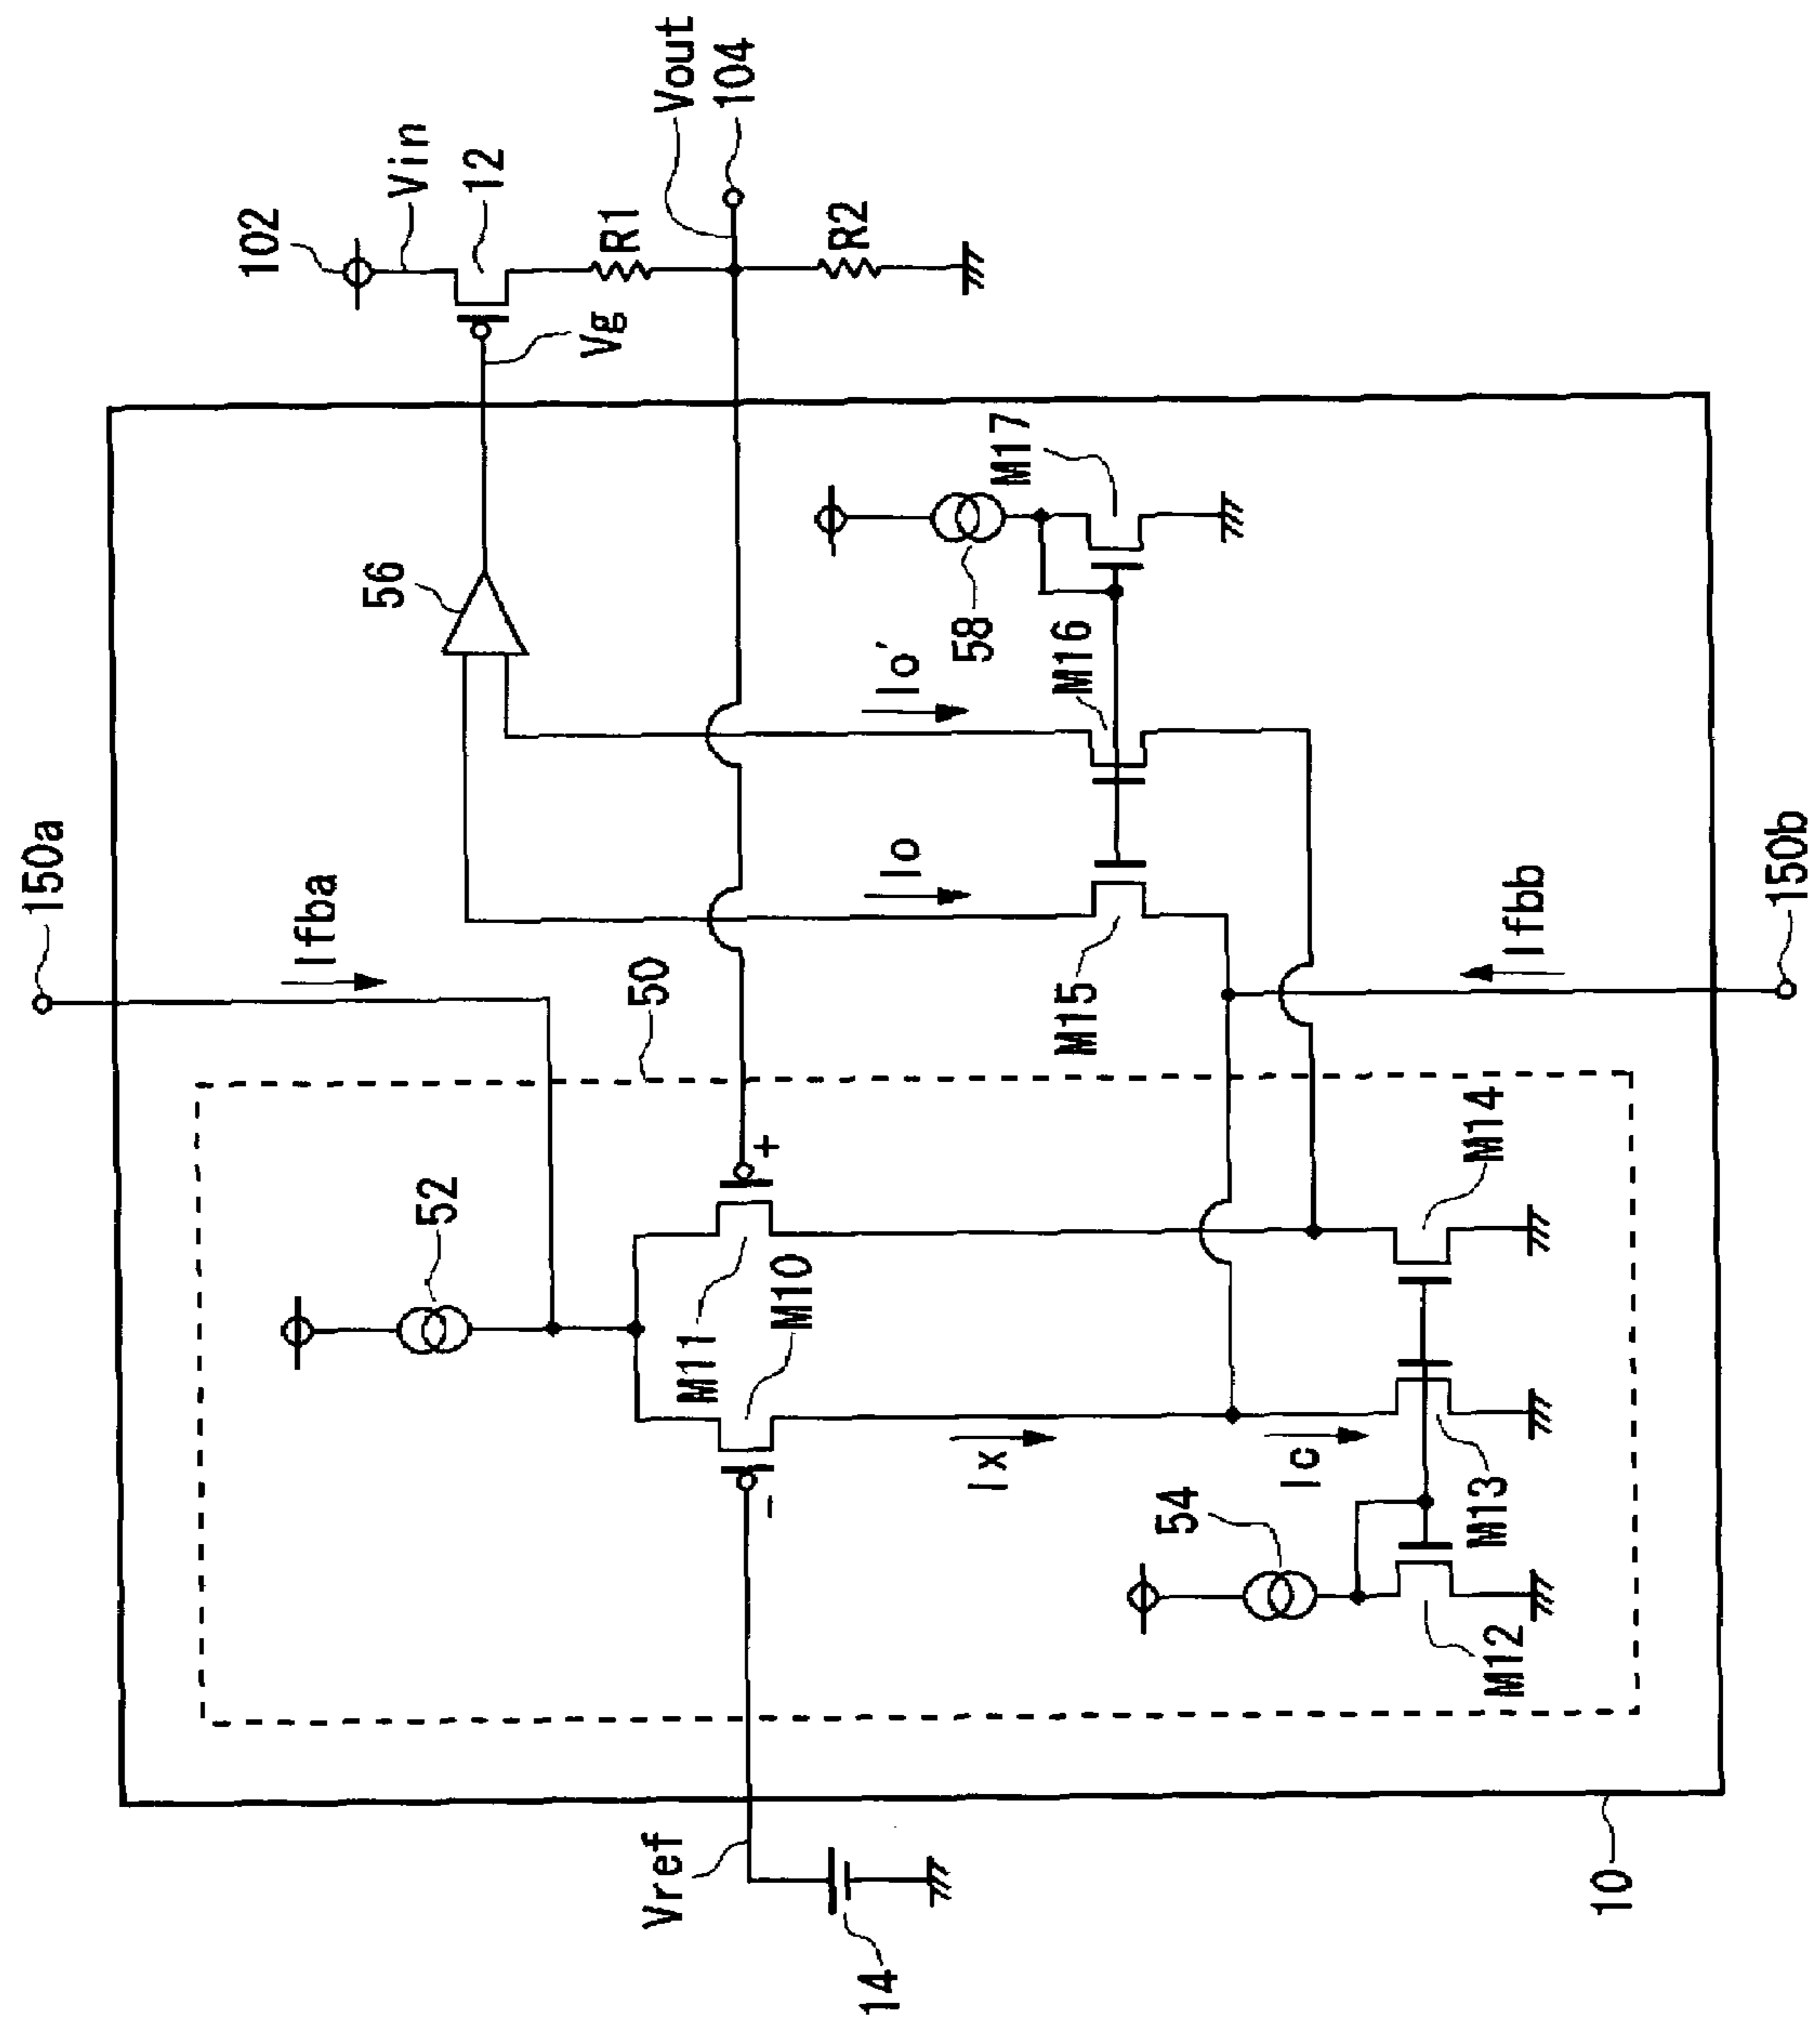 150a
Ifba
102
Vin
12
Vg
R1
Vout
104
R2
56
50
52
M11
M10
+
-
Ix
Ic
54
M12
M13
M14
Io
Io'
M15
M16
58
M17
Ifbb
150b
Vref
14
10